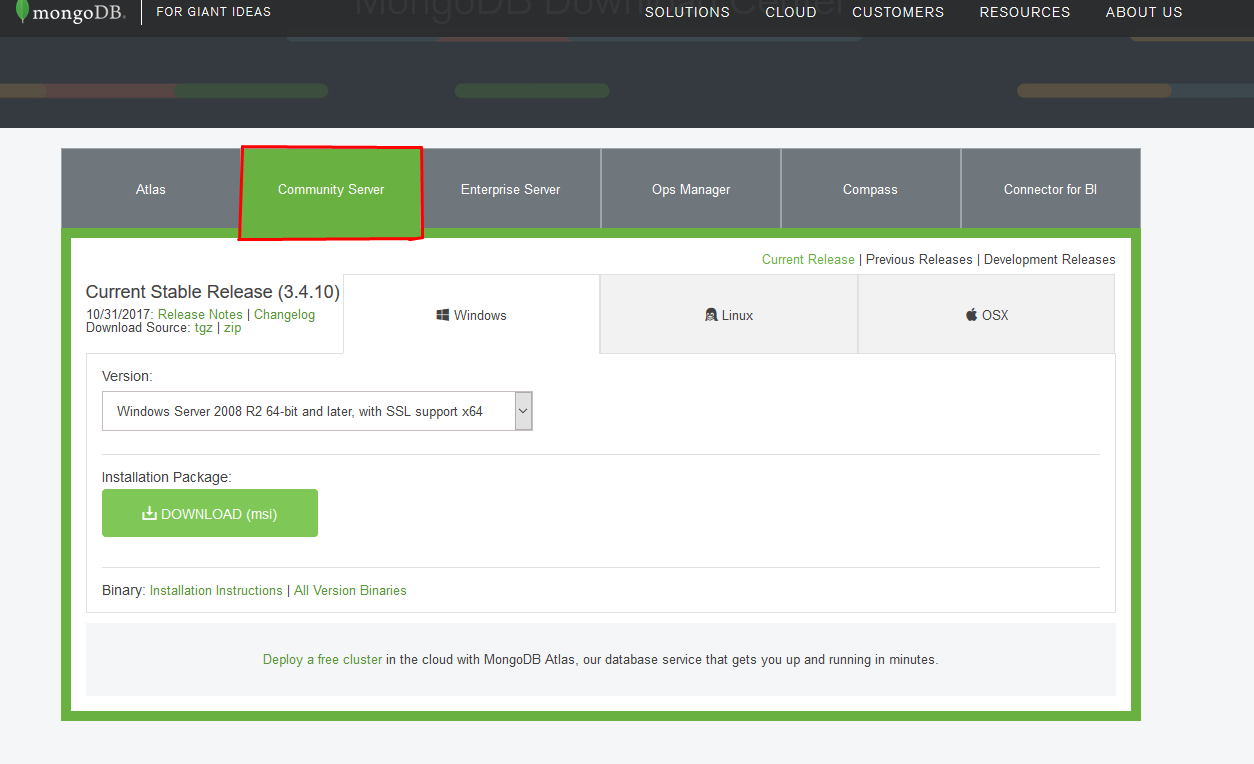 mongoDB. FOR GIANT IDEAS
MongoDB Download Center
SOLUTIONS CLOUD CUSTOMERS RESOURCES ABOUT US
Atlas
Community Server
Enterprise Server
Ops Manager
Compass
Connector for BI
Current Release | Previous Releases | Development Releases
Current Stable Release (3.4.10)
10/31/2017: Release Notes | Changelog
Download Source: tgz | zip
Windows
Linux
OSX
Version:
Windows Server 2008 R2 64-bit and later, with SSL support x64
Installation Package:
DOWNLOAD (msi)
Binary: Installation Instructions | All Version Binaries
Deploy a free cluster in the cloud with MongoDB Atlas, our database service that gets you up and running in minutes.